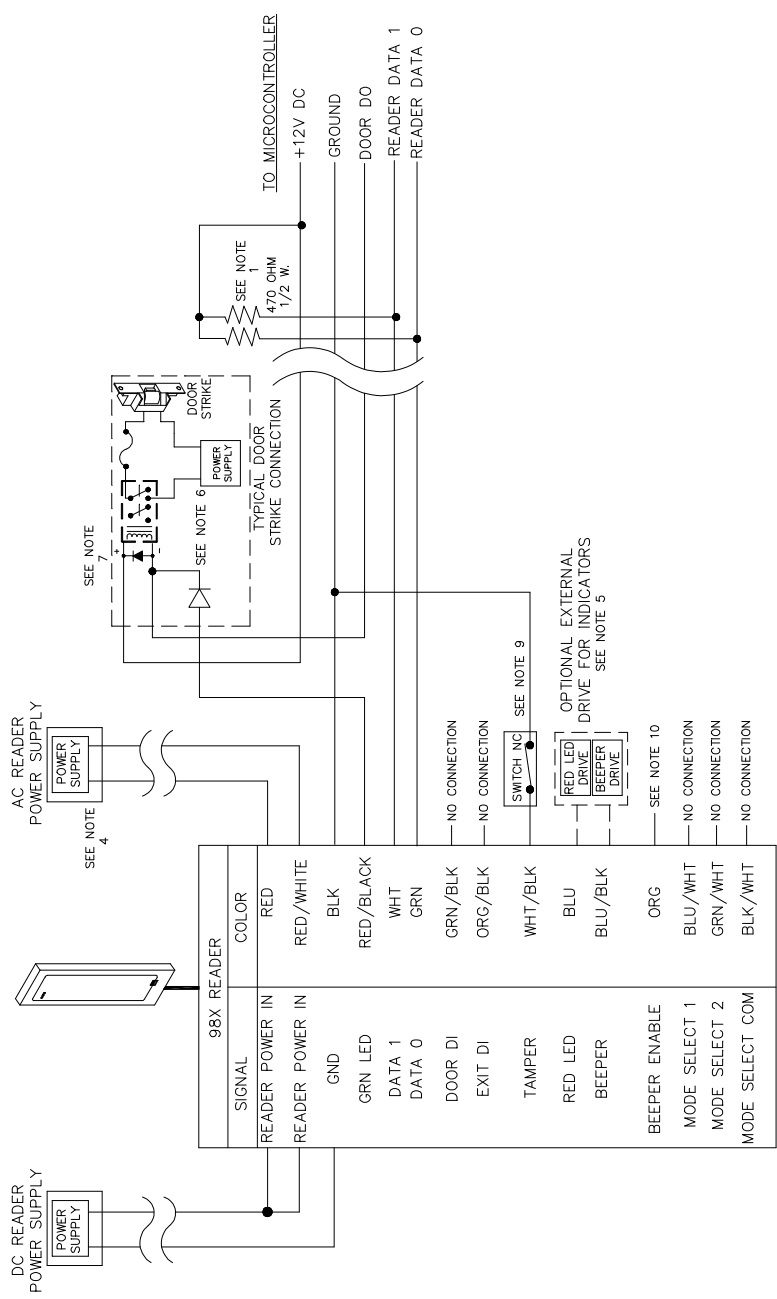 DC READER
POWER SUPPLY
POWER
SUPPLY
AC READER
POWER SUPPLY
POWER
SUPPLY
SEE NOTE
4
SEE NOTE
7
+
-
SEE NOTE 6
POWER
SUPPLY
DOOR
STRIKE
TYPICAL DOOR
STRIKE CONNECTION
SEE NOTE
1
470 OHM
1/2 W.
TO MICROCONTROLLER
+12V DC
GROUND
DOOR DO
READER DATA 1
READER DATA 0
98X READER
SIGNAL
COLOR
READER POWER IN
RED
READER POWER IN
RED/WHITE
GND
BLK
GRN LED
RED/BLACK
DATA 1
WHT
DATA 0
GRN
DOOR DI
GRN/BLK
NO CONNECTION
EXIT DI
ORG/BLK
NO CONNECTION
TAMPER
WHT/BLK
SWITCH NC
SEE NOTE 9
RED LED
BLU
BEEPER
BLU/BLK
RED LED
DRIVE
BEEPER
DRIVE
OPTIONAL EXTERNAL
DRIVE FOR INDICATORS
SEE NOTE 5
BEEPER ENABLE
ORG
SEE NOTE 10
MODE SELECT 1
BLU/WHT
NO CONNECTION
MODE SELECT 2
GRN/WHT
NO CONNECTION
MODE SELECT COM
BLK/WHT
NO CONNECTION